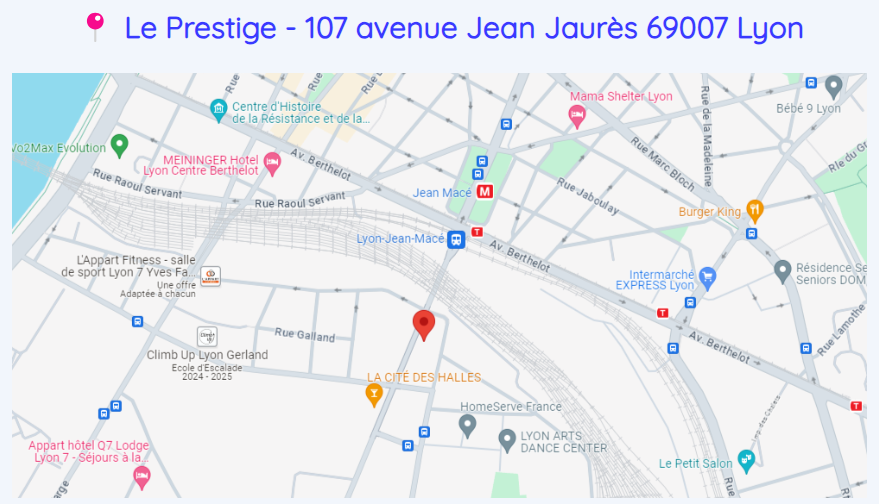 Le Prestige - 107 avenue Jean Jaurès 69007 Lyon
Mama Shelter Lyon
Bébé 9 Lyon
Centre d'Histoire
de la Résistance et de la...
Rue
Rue
Rue
Rue de la Madeleine
Vo2Max Evolution
MEININGER Hotel
Lyon Centre Berthelot
Av. Berthelot
Rue Marc Bloch
Rue Raoul Servant
Rue Raoul Servant
Jean Macé
M
Rue Jaboulay
Burger King
Lyon-Jean-Macé
T
Av. Berthelot
L'Appart Fitness - salle
de sport Lyon 7 Yves Fa...
Une offre
Adaptée à chacun
Intermarché
EXPRESS Lyon
Résidence Se
Seniors DOM
T
Rue Lamothe
Rue Galland
Av. Berthelot
Climb Up Lyon Gerland
Ecole d'Escalade
2024 - 2025
LA CITÉ DES HALLES
T
HomeServe France
LYON ARTS
DANCE CENTER
Appart hôtel Q7 Lodge
Lyon 7 - Séjours à la...
Le Petit Salon
Rue